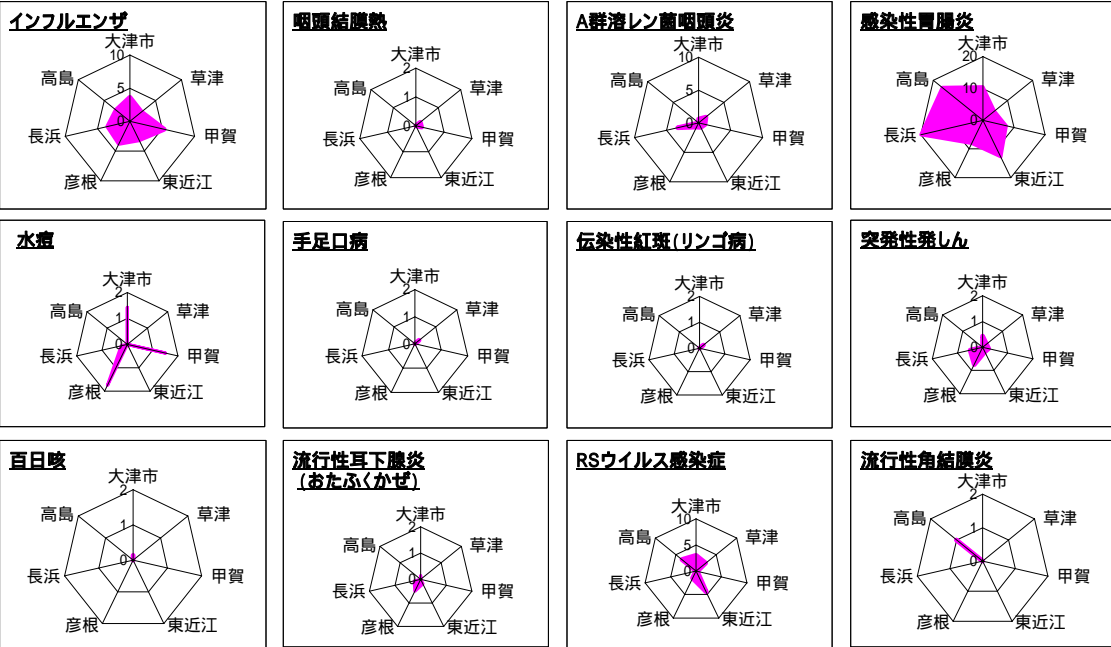 インフルエンザ
大津市
10
高島
草津
5
0
長浜
甲賀
彦根
東近江
咽頭結膜熱
大津市
2
高島
草津
1
0
長浜
甲賀
彦根
東近江
A群溶レン菌咽頭炎
大津市
10
高島
草津
5
0
長浜
甲賀
彦根
東近江
感染性胃腸炎
大津市
20
高島
草津
10
0
長浜
甲賀
彦根
東近江
水痘
大津市
2
高島
草津
1
0
長浜
甲賀
彦根
東近江
手足口病
大津市
2
高島
草津
1
0
長浜
甲賀
彦根
東近江
伝染性紅斑(リンゴ病)
大津市
2
高島
草津
1
0
長浜
甲賀
彦根
東近江
突発性発しん
大津市
2
高島
草津
1
0
長浜
甲賀
彦根
東近江
百日咳
大津市
2
高島
草津
1
0
長浜
甲賀
彦根
東近江
流行性耳下腺炎
(おたふくかぜ)
大津市
2
高島
草津
1
0
長浜
甲賀
彦根
東近江
RSウイルス感染症
大津市
10
高島
草津
5
0
長浜
甲賀
彦根
東近江
流行性角結膜炎
大津市
2
高島
草津
1
0
長浜
甲賀
彦根
東近江